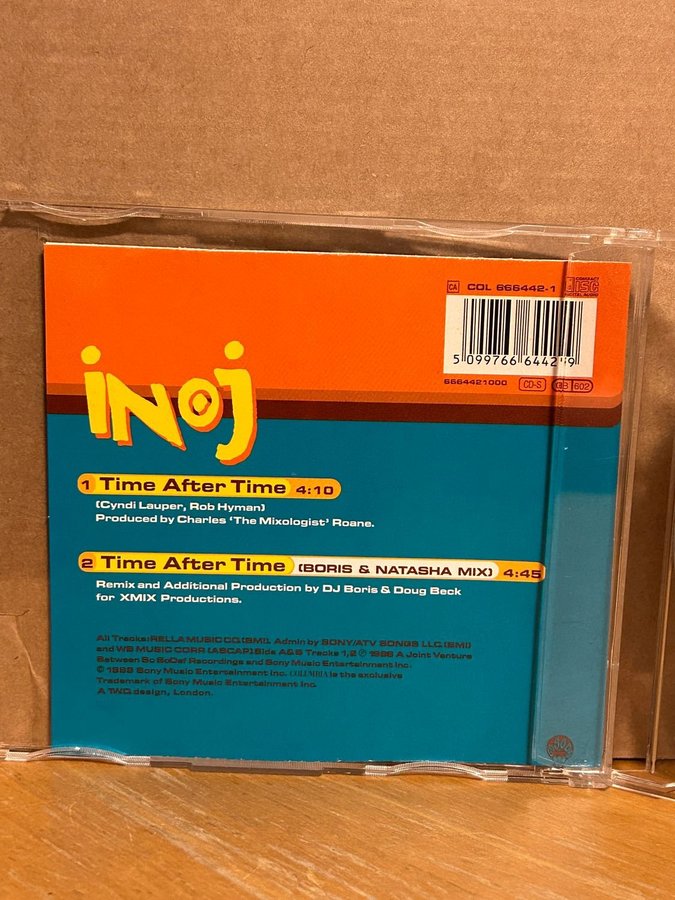 CA COL 666442-1 COMPACT disc DIGITAL AUDIO
5 099766 644219
6664421000 CD-S GB 602
iNOj
1 Time After Time 4:10
(Cyndi Lauper, Rob Hyman)
Produced by Charles ‘The Mixologist’ Roane.
2 Time After Time (BORIS & NATASHA MIX) 4:45
Remix and Additional Production by DJ Boris & Doug Beck
for XMIX Productions.
All Tracks: RELLA MUSIC CO. (BMI), Admin by SONY/ATV SONGS LLC. (BMI)
and WB MUSIC CORP. (ASCAP) Side A&B Tracks 1,2 ℗ 1998 A Joint Venture
Between So So Def Recordings and Sony Music Entertainment Inc.
© 1998 Sony Music Entertainment Inc. COLUMBIA is the exclusive
Trademark of Sony Music Entertainment Inc.
A TWC design, London.